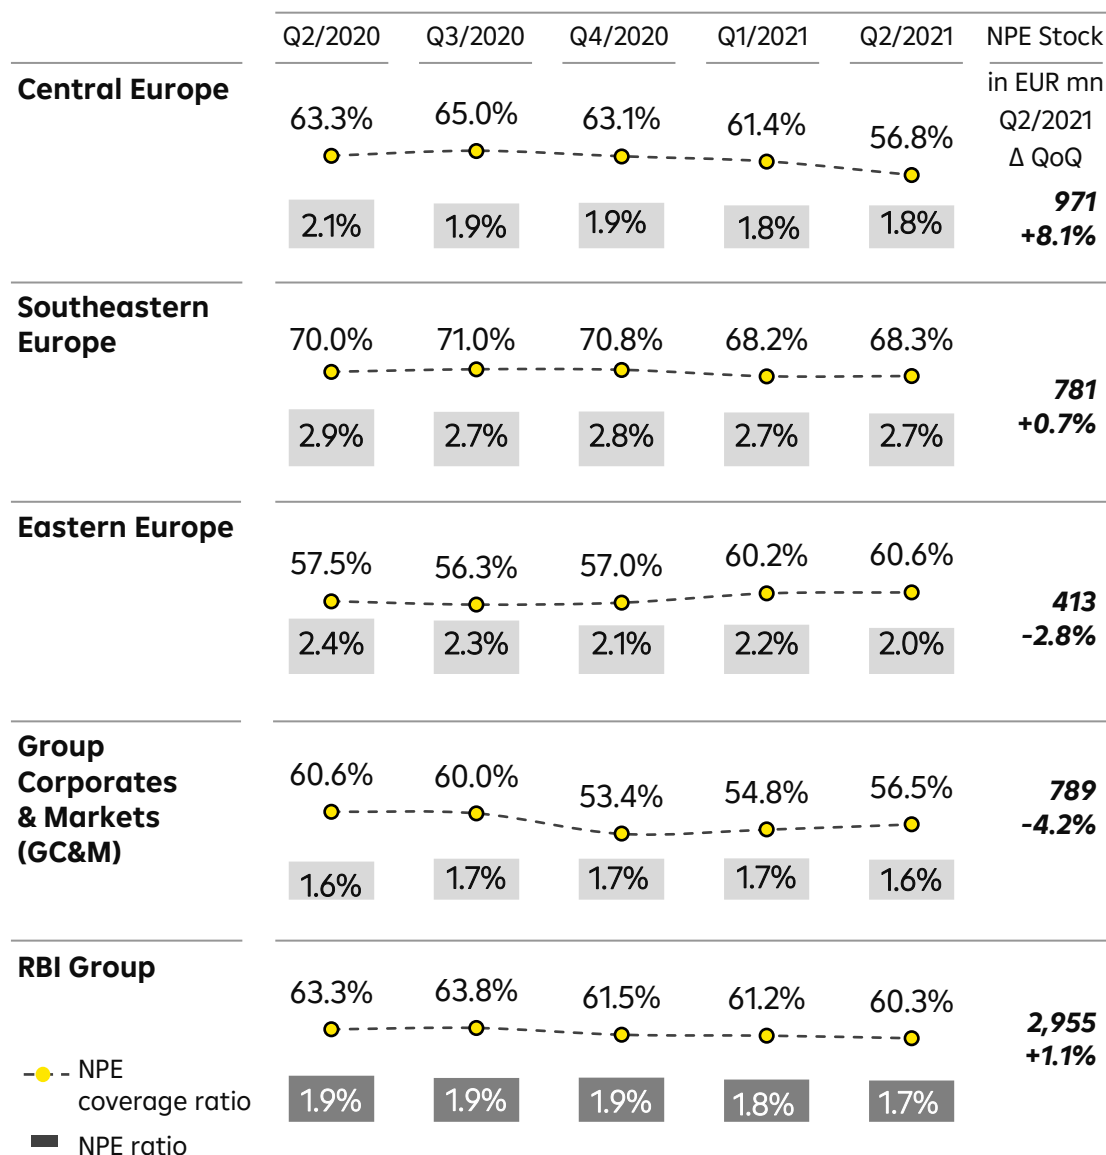 Q2/2020 Q3/2020 Q4/2020 Q1/2021 Q2/2021 NPE Stock
in EUR mn
Q2/2021
Δ QoQ
Central Europe
63.3% 65.0% 63.1% 61.4% 56.8%
2.1% 1.9% 1.9% 1.8% 1.8%
971
+8.1%
Southeastern
Europe
70.0% 71.0% 70.8% 68.2% 68.3%
2.9% 2.7% 2.8% 2.7% 2.7%
781
+0.7%
Eastern Europe
57.5% 56.3% 57.0% 60.2% 60.6%
2.4% 2.3% 2.1% 2.2% 2.0%
413
-2.8%
Group
Corporates
& Markets
(GC&M)
60.6% 60.0% 53.4% 54.8% 56.5%
1.6% 1.7% 1.7% 1.7% 1.6%
789
-4.2%
RBI Group
63.3% 63.8% 61.5% 61.2% 60.3%
1.9% 1.9% 1.9% 1.8% 1.7%
2,955
+1.1%
NPE
coverage ratio
NPE ratio